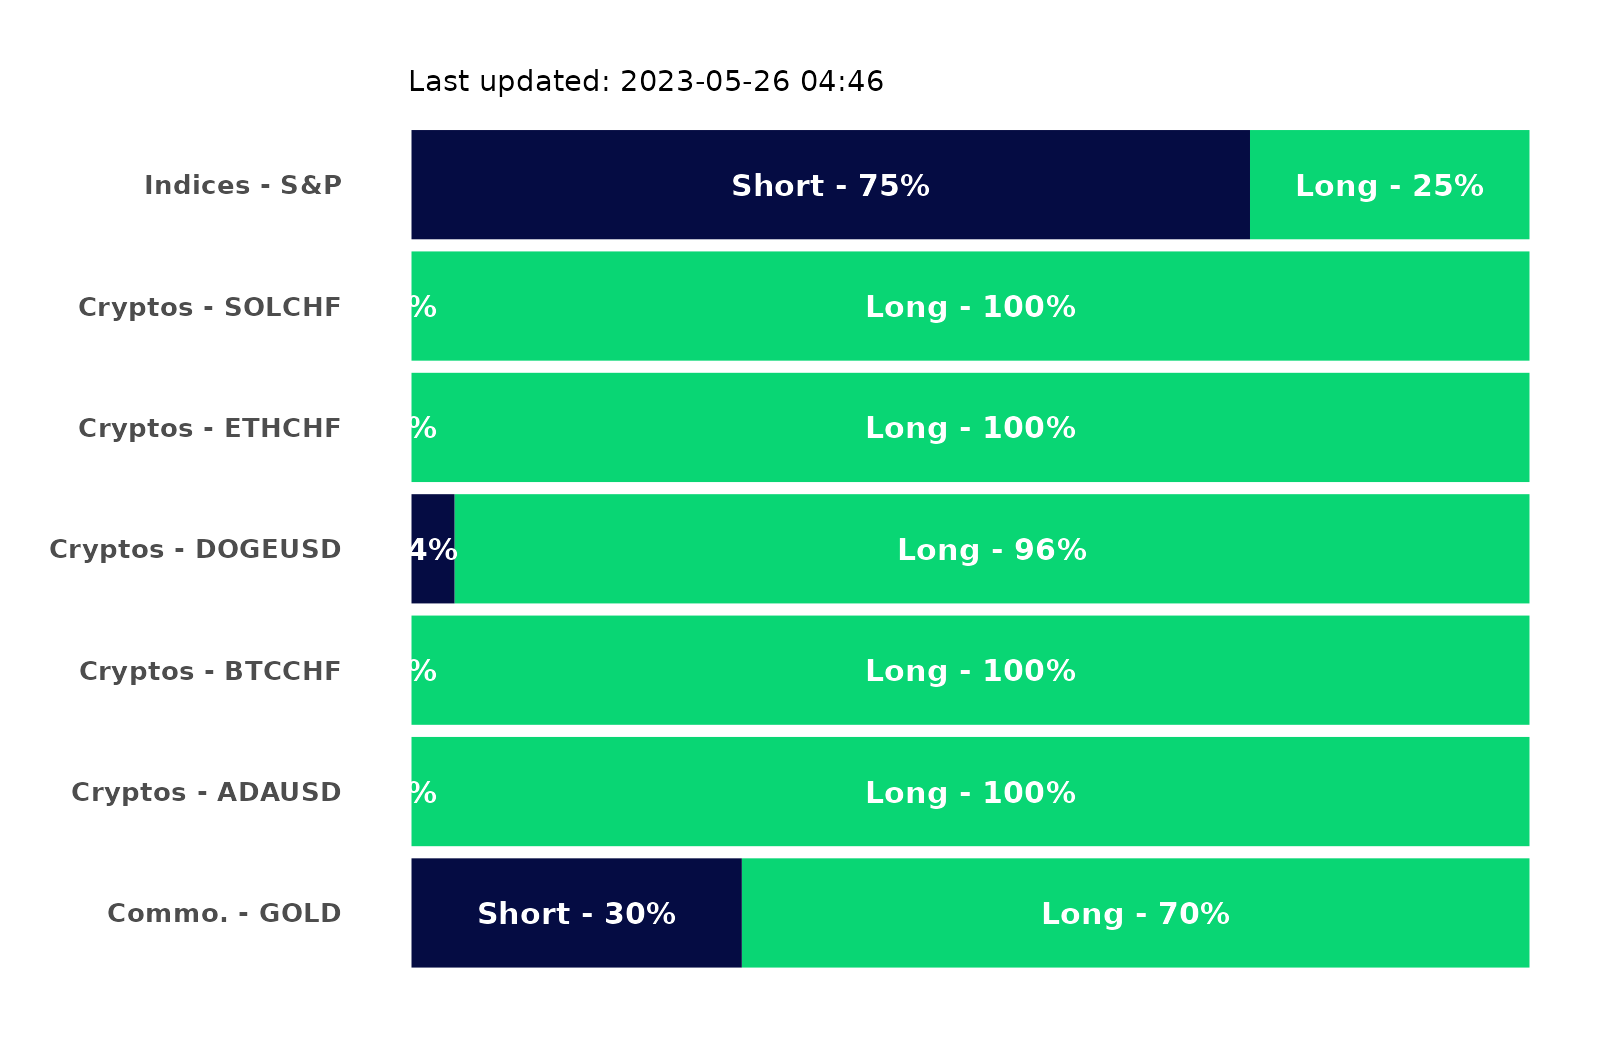 Last updated: 2023-05-26 04:46
Indices - S&P Short - 75% Long - 25%
Cryptos - SOLCHF % Long - 100%
Cryptos - ETHCHF % Long - 100%
Cryptos - DOGEUSD 4% Long - 96%
Cryptos - BTCCHF % Long - 100%
Cryptos - ADAUSD % Long - 100%
Commo. - GOLD Short - 30% Long - 70%